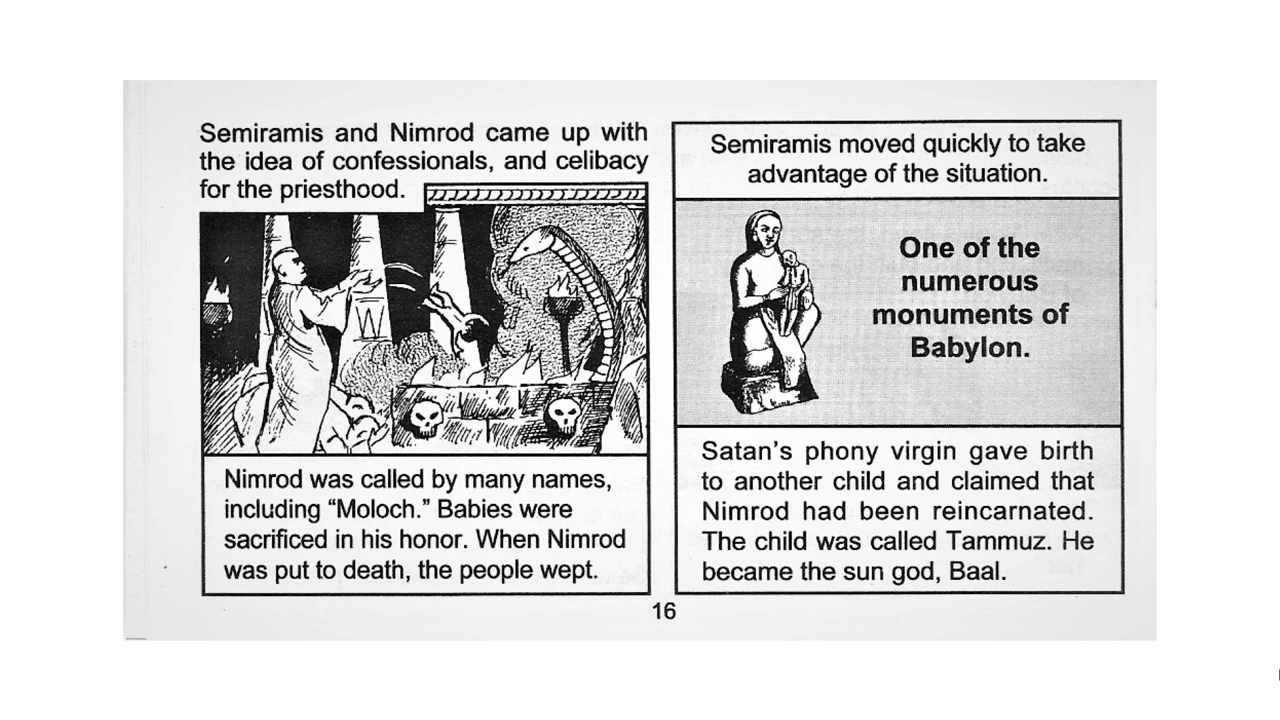 Semiramis and Nimrod came up with
the idea of confessionals, and celibacy
for the priesthood.
Nimrod was called by many names,
including “Moloch.” Babies were
sacrificed in his honor. When Nimrod
was put to death, the people wept.
Semiramis moved quickly to take
advantage of the situation.
One of the
numerous
monuments of
Babylon.
Satan’s phony virgin gave birth
to another child and claimed that
Nimrod had been reincarnated.
The child was called Tammuz. He
became the sun god, Baal.
16